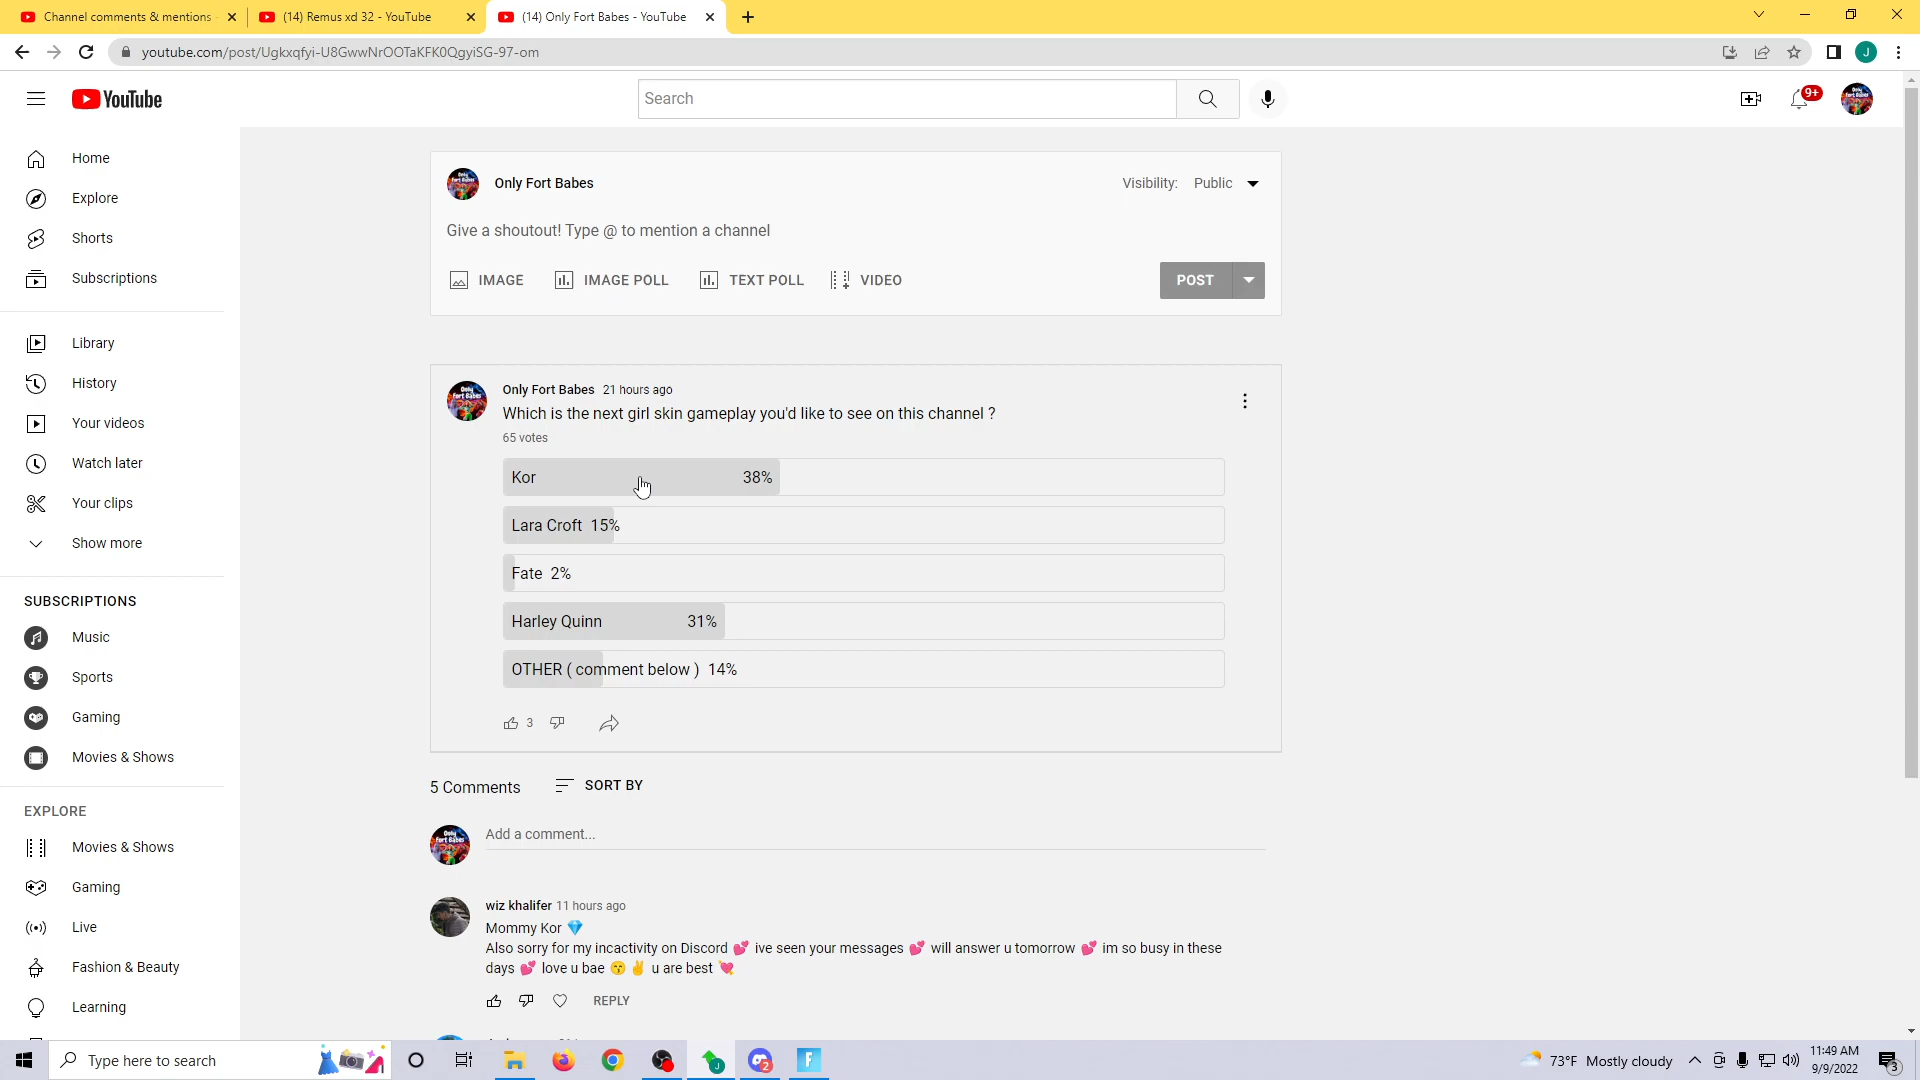 Channel comments & mentions
(14) Remus xd 32 - YouTube
(14) Only Fort Babes - YouTube
youtube.com/post/Ugkxqfyi-U8GwwNrOOTaKFK0QgyiSG-97-om
J
YouTube
Search
9+
Home
Explore
Shorts
Subscriptions
Library
History
Your videos
Watch later
Your clips
Show more
SUBSCRIPTIONS
Music
Sports
Gaming
Movies & Shows
EXPLORE
Movies & Shows
Gaming
Live
Fashion & Beauty
Learning
Only Fort Babes
Visibility: Public
Give a shoutout! Type @ to mention a channel
IMAGE IMAGE POLL TEXT POLL VIDEO POST
Only Fort Babes 21 hours ago
Which is the next girl skin gameplay you'd like to see on this channel ?
65 votes
Kor 38%
Lara Croft 15%
Fate 2%
Harley Quinn 31%
OTHER ( comment below ) 14%
3
5 Comments SORT BY
Add a comment...
wiz khalifer 11 hours ago
Mommy Kor 💎
Also sorry for my incactivity on Discord 💕 ive seen your messages 💕 will answer u tomorrow 💕 im so busy in these
days 💕 love u bae 😙 ✌ u are best 💘
REPLY
Type here to search
J
2
F
73°F Mostly cloudy
11:49 AM
9/9/2022
3